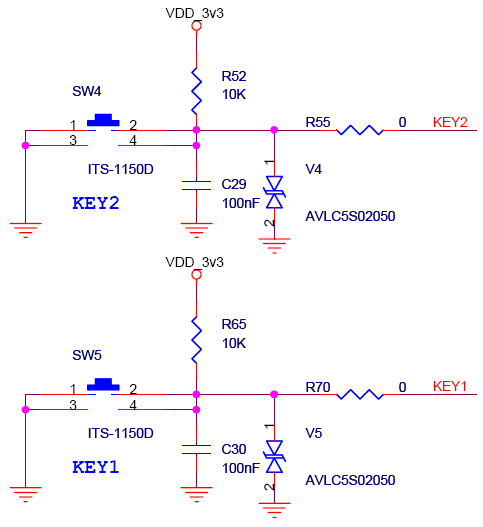 VDD_3v3
R52
10K
SW4
1 2
3 4
R55 0 KEY2
ITS-1150D
1
V4
C29
100nF
KEY2
2
AVLC5S02050
VDD_3v3
R65
10K
SW5
1 2
3 4
R70 0 KEY1
ITS-1150D
1
V5
C30
100nF
KEY1
2
AVLC5S02050